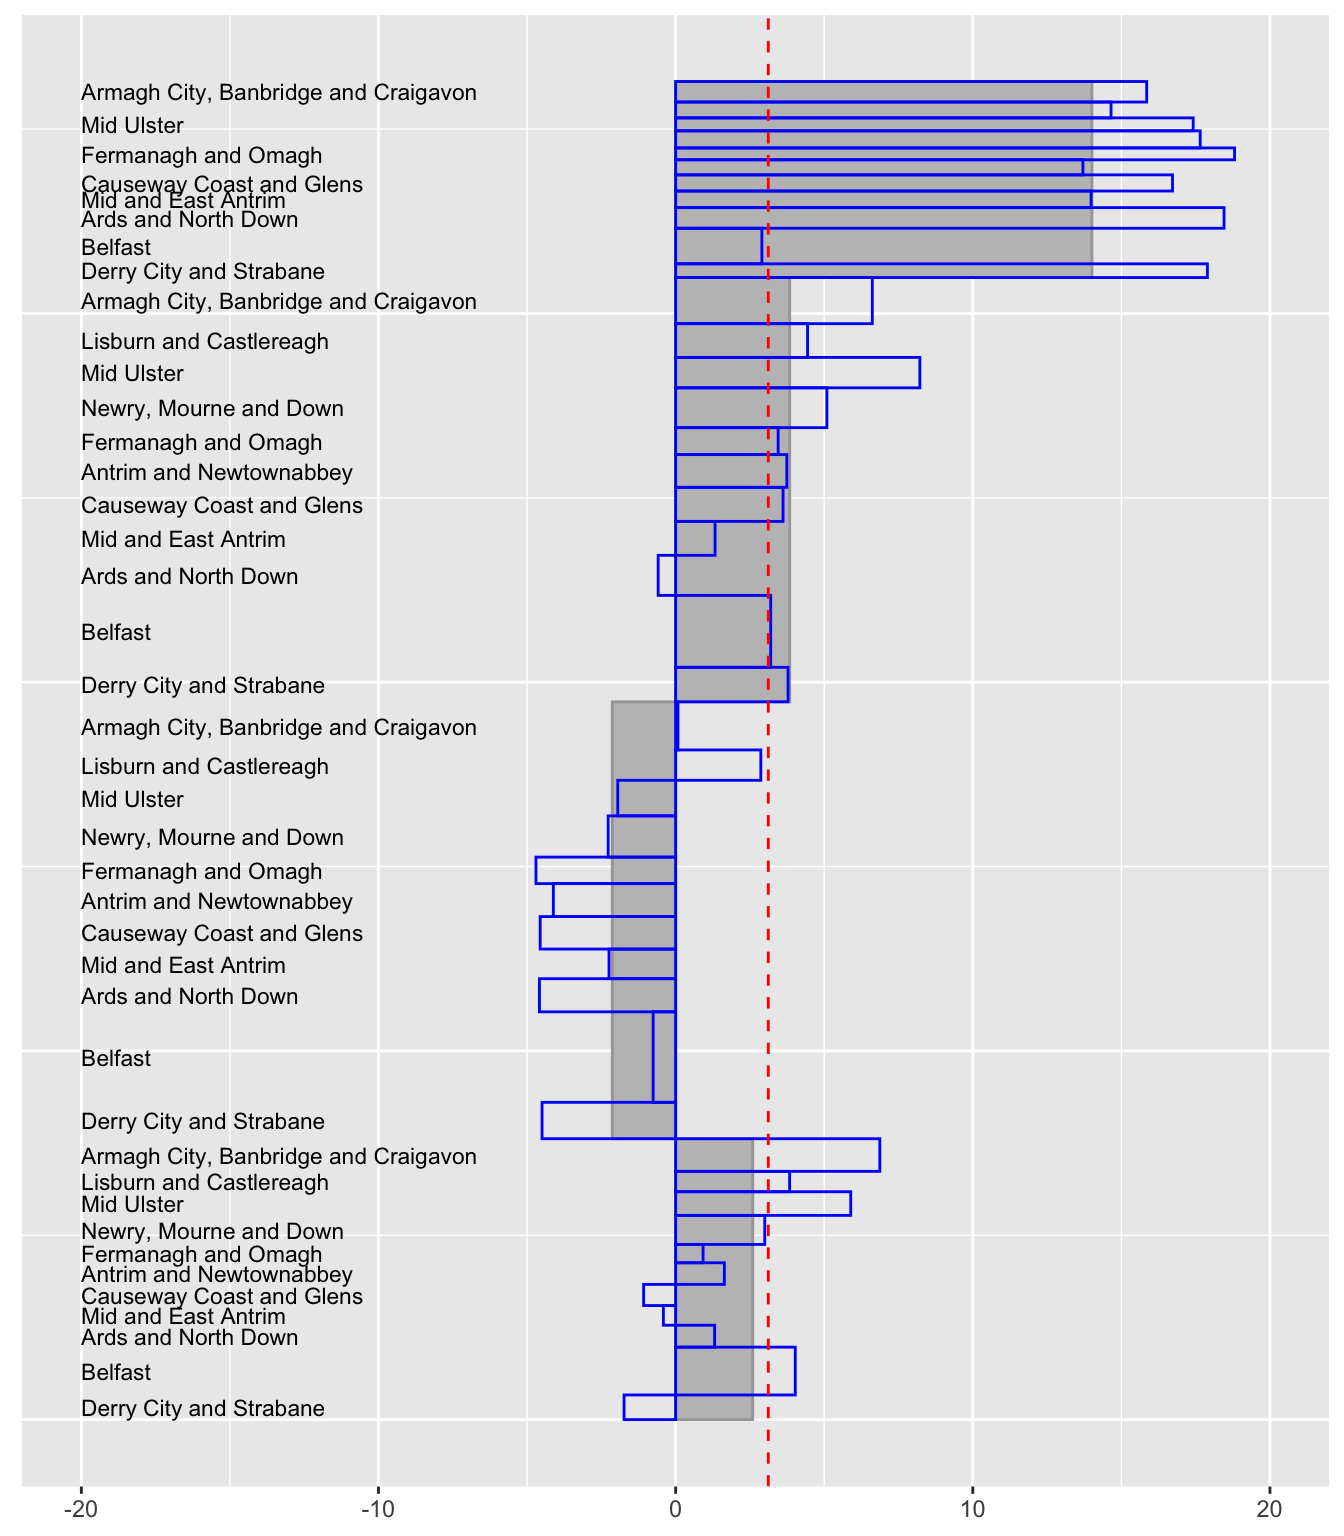 Armagh City, Banbridge and Craigavon
Mid Ulster
Fermanagh and Omagh
Causeway Coast and Glens
Mid and East Antrim
Ards and North Down
Belfast
Derry City and Strabane
Armagh City, Banbridge and Craigavon
Lisburn and Castlereagh
Mid Ulster
Newry, Mourne and Down
Fermanagh and Omagh
Antrim and Newtownabbey
Causeway Coast and Glens
Mid and East Antrim
Ards and North Down
Belfast
Derry City and Strabane
Armagh City, Banbridge and Craigavon
Lisburn and Castlereagh
Mid Ulster
Newry, Mourne and Down
Fermanagh and Omagh
Antrim and Newtownabbey
Causeway Coast and Glens
Mid and East Antrim
Ards and North Down
Belfast
Derry City and Strabane
Armagh City, Banbridge and Craigavon
Lisburn and Castlereagh
Mid Ulster
Newry, Mourne and Down
Fermanagh and Omagh
Antrim and Newtownabbey
Causeway Coast and Glens
Mid and East Antrim
Ards and North Down
Belfast
Derry City and Strabane
-20 -10 0 10 20